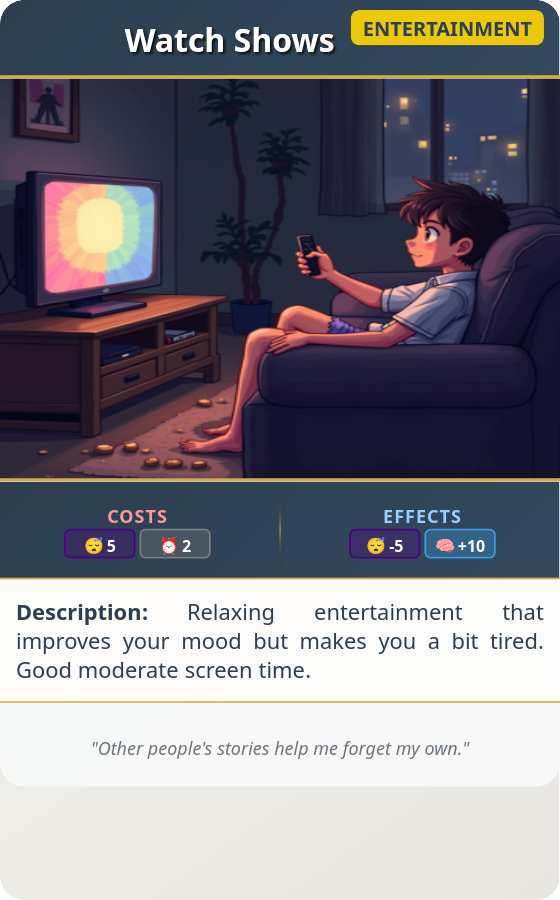 Watch Shows
ENTERTAINMENT
COSTS
😴 5 ⏰ 2
EFFECTS
😴 -5 🧠 +10
Description: Relaxing entertainment that
improves your mood but makes you a bit tired.
Good moderate screen time.
"Other people's stories help me forget my own."